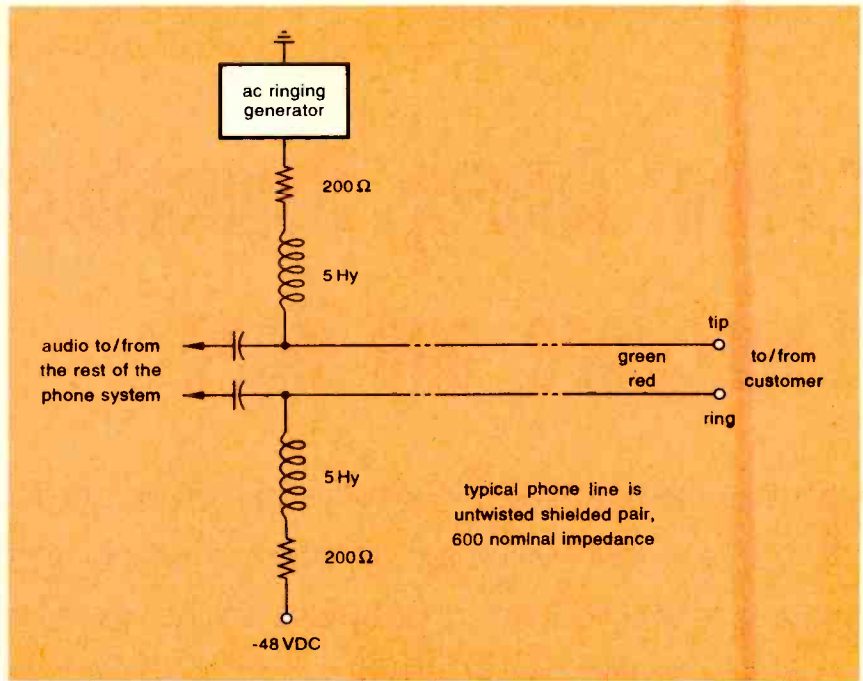 ac ringing
generator
200Ω
5 Hy
tip
audio to/from
the rest of the
phone system
green
red
to/from
customer
ring
5 Hy
typical phone line is
untwisted shielded pair,
600 nominal impedance
200Ω
-48 VDC